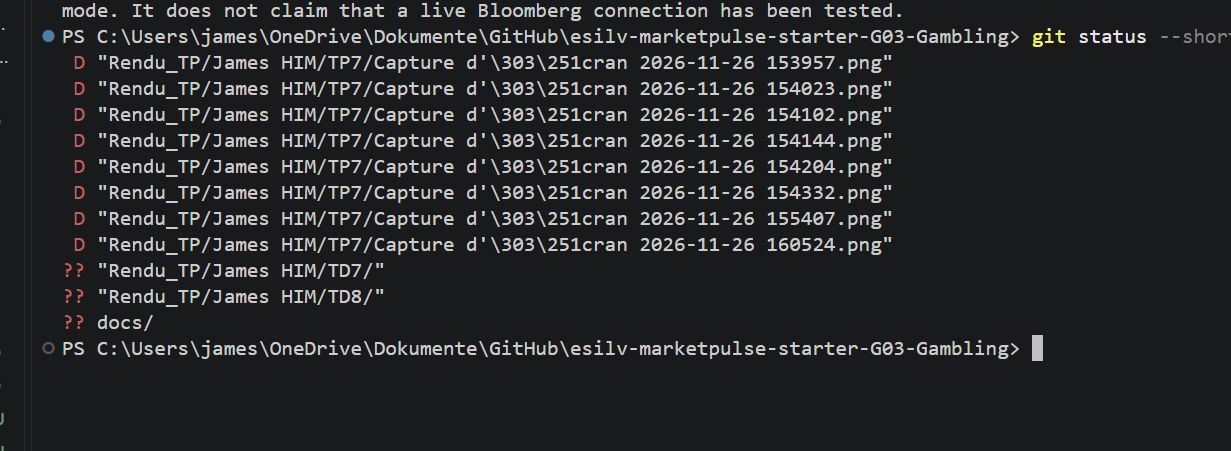 mode. It does not claim that a live Bloomberg connection has been tested.
PS C:\Users\james\OneDrive\Dokumente\GitHub\esilv-marketpulse-starter-G03-Gambling> git status --shor
D "Rendu_TP/James HIM/TP7/Capture d'\303\251cran 2026-11-26 153957.png"
D "Rendu_TP/James HIM/TP7/Capture d'\303\251cran 2026-11-26 154023.png"
D "Rendu_TP/James HIM/TP7/Capture d'\303\251cran 2026-11-26 154102.png"
D "Rendu_TP/James HIM/TP7/Capture d'\303\251cran 2026-11-26 154144.png"
D "Rendu_TP/James HIM/TP7/Capture d'\303\251cran 2026-11-26 154204.png"
D "Rendu_TP/James HIM/TP7/Capture d'\303\251cran 2026-11-26 154332.png"
D "Rendu_TP/James HIM/TP7/Capture d'\303\251cran 2026-11-26 155407.png"
D "Rendu_TP/James HIM/TP7/Capture d'\303\251cran 2026-11-26 160524.png"
?? "Rendu_TP/James HIM/TD7/"
?? "Rendu_TP/James HIM/TD8/"
?? docs/
PS C:\Users\james\OneDrive\Dokumente\GitHub\esilv-marketpulse-starter-G03-Gambling>